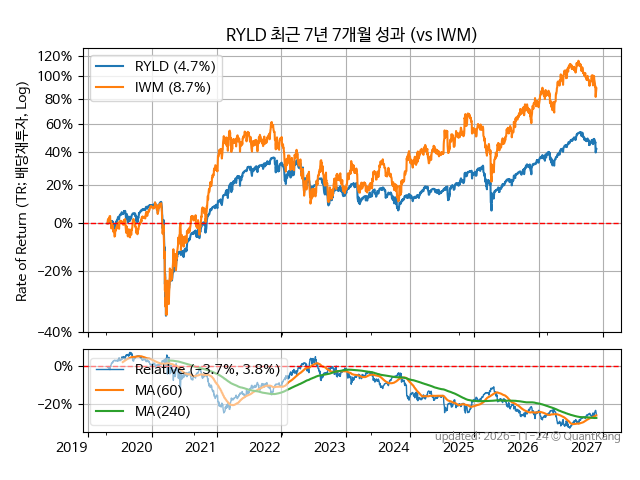 RYLD 최근 7년 7개월 성과 (vs IWM)
Rate of Return (TR: 배당재투자, Log)
120%
100%
80%
60%
40%
20%
0%
−20%
−40%
RYLD (4.7%)
IWM (8.7%)
0%
−20%
Relative (−3.7%, 3.8%)
MA(60)
MA(240)
updated: 2026-11-24 © QuantKang
2019 2020 2021 2022 2023 2024 2025 2026 2027